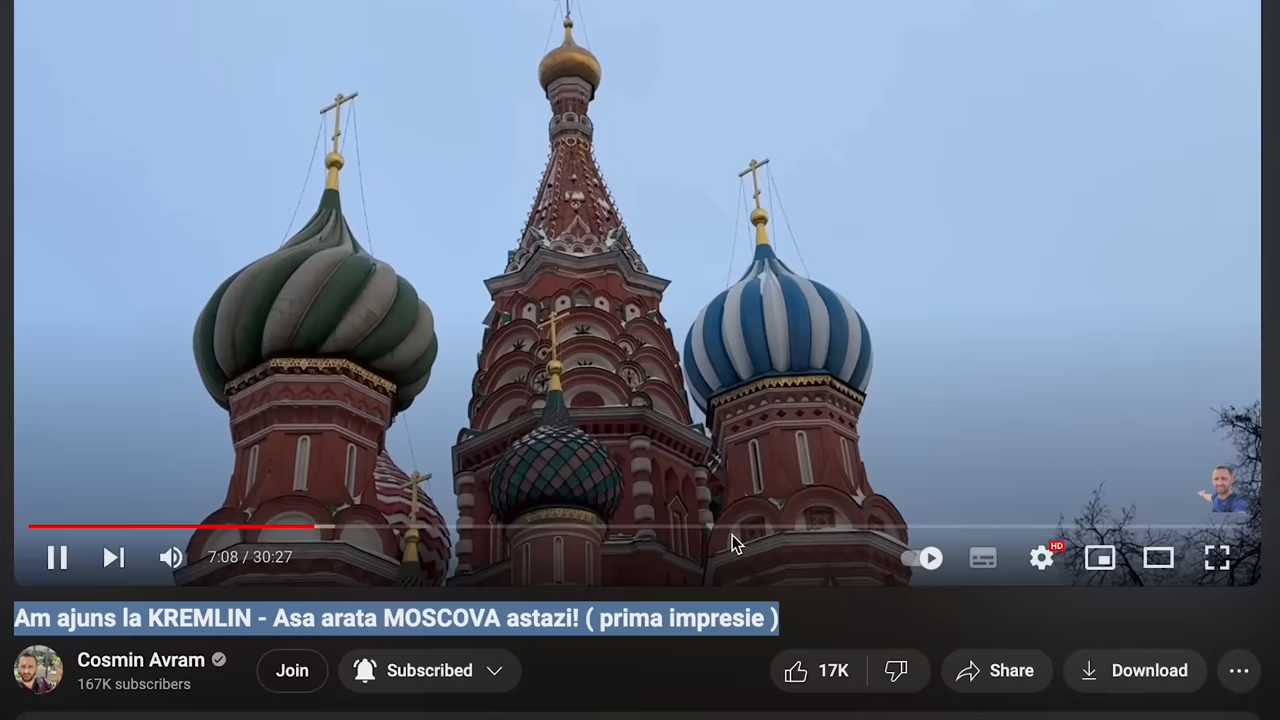 7:08 / 30:27
HD
Am ajuns la KREMLIN - Asa arata MOSCOVA astazi! ( prima impresie )
Cosmin Avram
167K subscribers
Join
Subscribed
17K
Share
Download